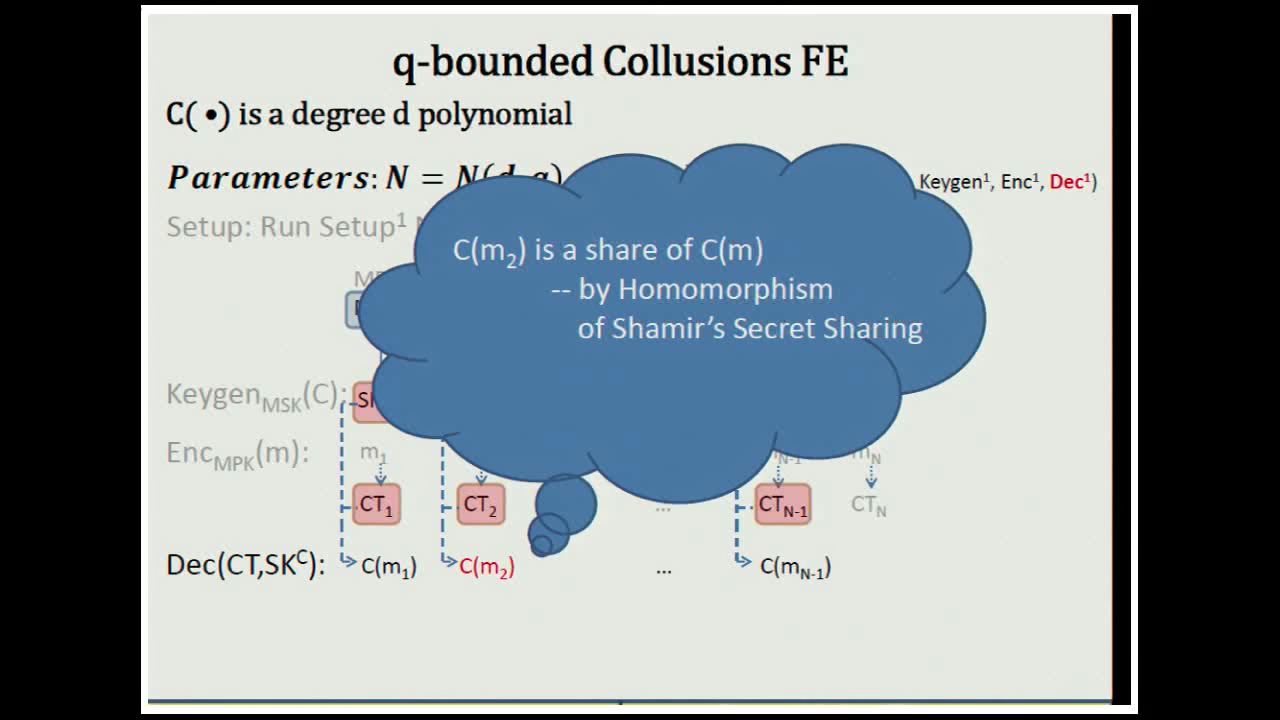 q-bounded Collusions FE
C( • ) is a degree d polynomial
Parameters: N = N(d,q)
Keygen¹, Enc¹, Dec¹)
Setup: Run Setup¹
C(m₂) is a share of C(m)
-- by Homomorphism
of Shamir's Secret Sharing
Keygen_MSK(C):
Enc_MPK(m): m₁ m_N
CT₁ CT₂ ... CT_N-1 CT_N
Dec(CT,SK^C): C(m₁) C(m₂) ... C(m_N-1)